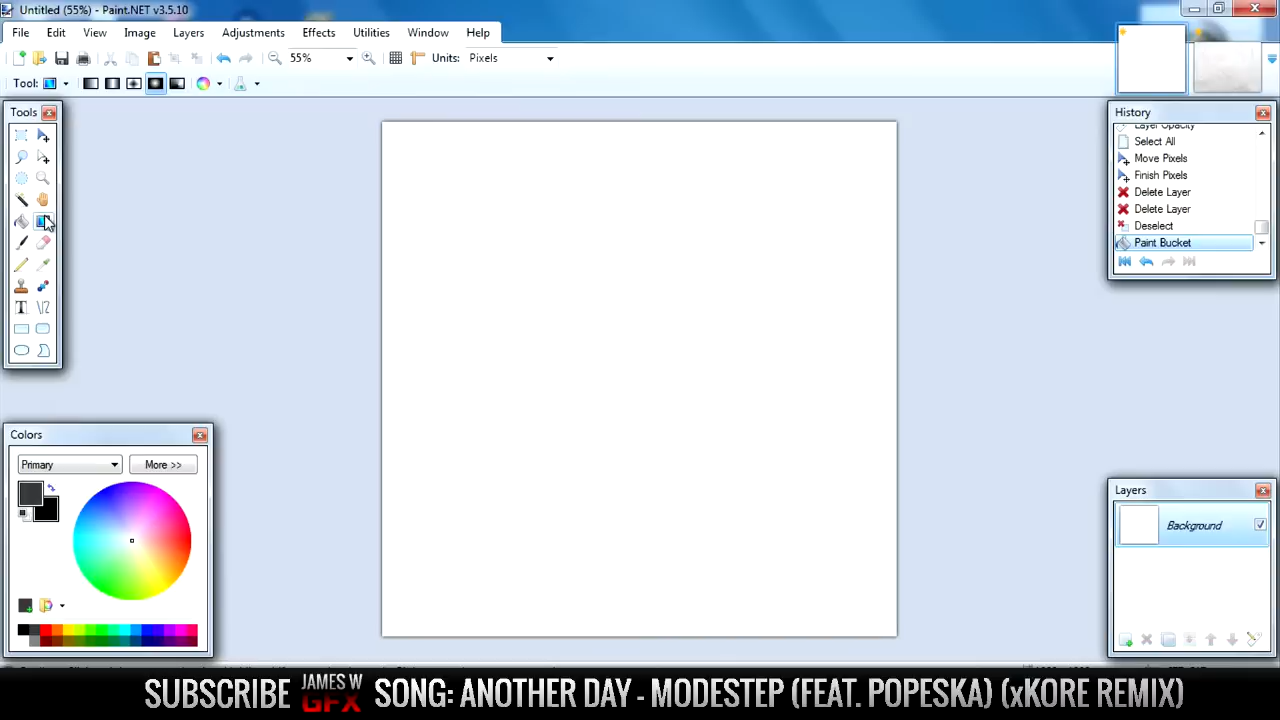 Untitled (55%) - Paint.NET v3.5.10
File Edit View Image Layers Adjustments Effects Utilities Window Help
55% Units: Pixels
Tool:
Tools
History
Layer Opacity
Select All
Move Pixels
Finish Pixels
Delete Layer
Delete Layer
Deselect
Paint Bucket
Colors
Primary More >>
Layers
Background
SUBSCRIBE JAMES W GFX SONG: ANOTHER DAY - MODESTEP (FEAT. POPESKA) (xKORE REMIX)